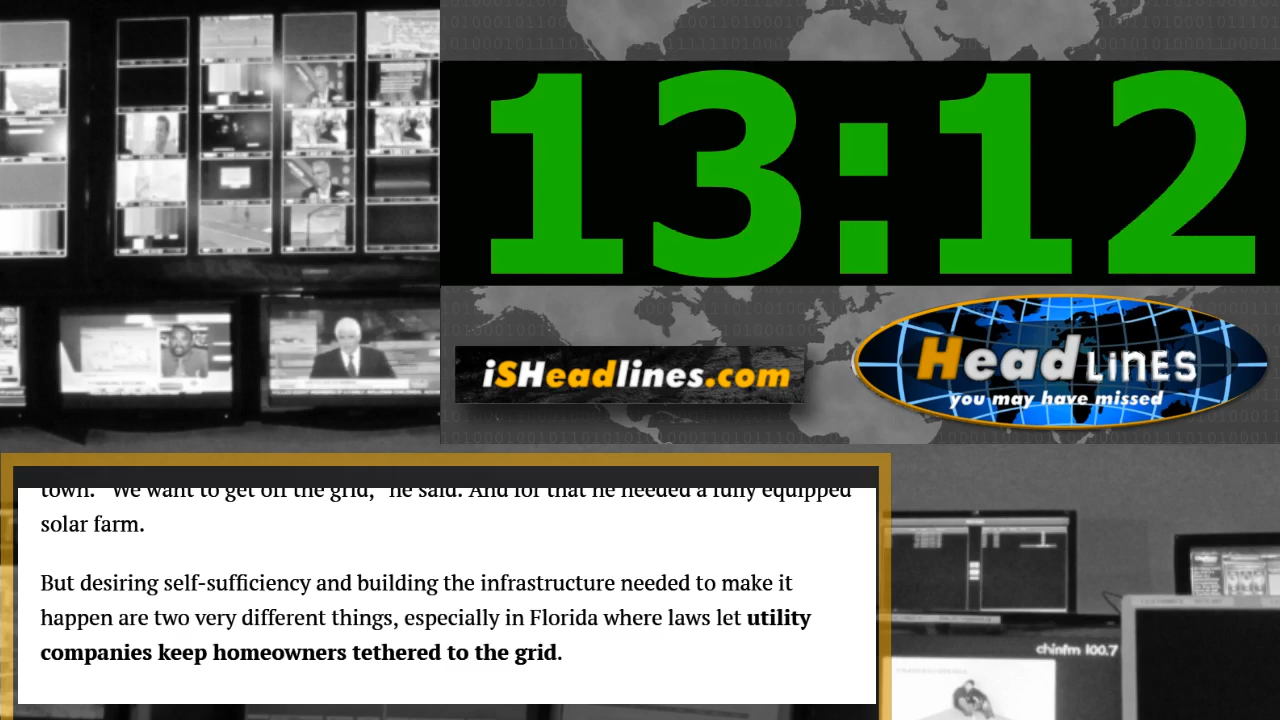 13:12
iSHeadlines.com
HeadLINES
you may have missed
town. "We want to get off the grid," he said. And for that he needed a fully equipped
solar farm.
But desiring self-sufficiency and building the infrastructure needed to make it
happen are two very different things, especially in Florida where laws let utility
companies keep homeowners tethered to the grid.
chinfm 100.7